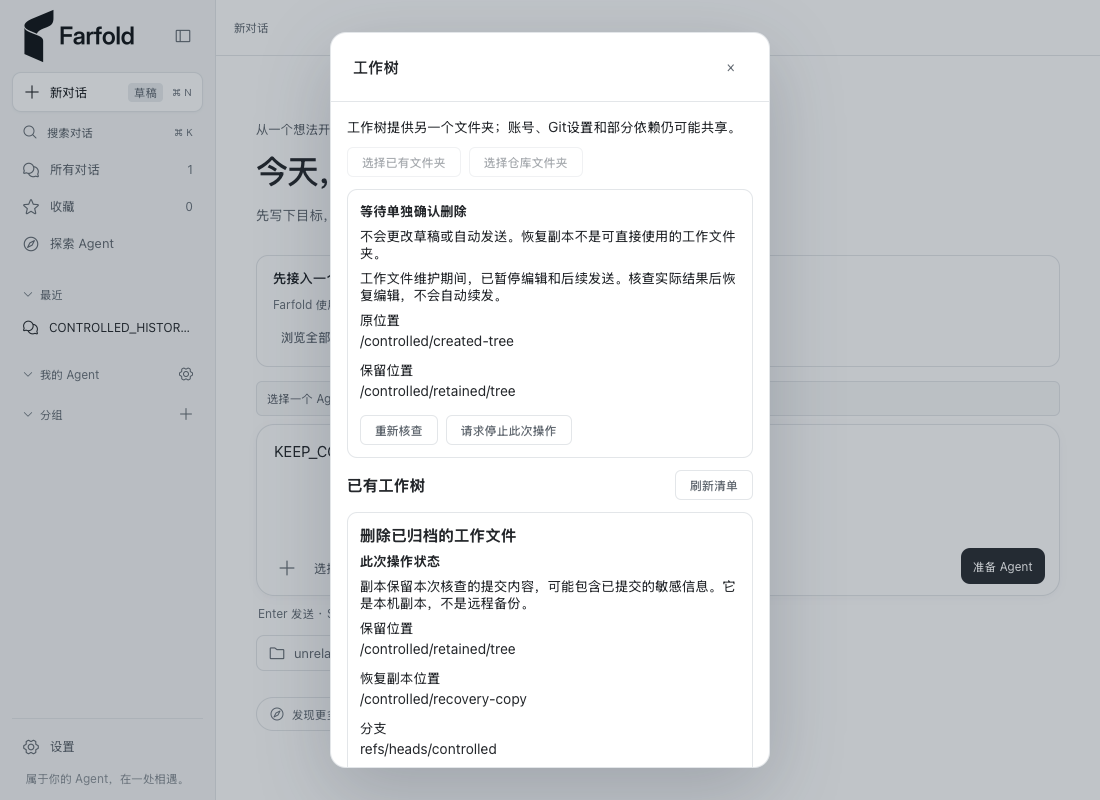 Farfold
新对话
草稿
⌘ N
搜索对话
⌘ K
所有对话
1
收藏
0
探索 Agent
最近
CONTROLLED_HISTOR...
我的 Agent
分组
设置
属于你的 Agent，在一处相遇。
新对话
从一个想法开
今天,
先写下目标,
先接入一个
Farfold 使用
浏览全部
选择一个 Ag
KEEP_CO
选择
准备 Agent
Enter 发送 · S
unrela
发现更多
工作树
×
工作树提供另一个文件夹；账号、Git设置和部分依赖仍可能共享。
选择已有文件夹
选择仓库文件夹
等待单独确认删除
不会更改草稿或自动发送。恢复副本不是可直接使用的工作文件
夹。
工作文件维护期间，已暂停编辑和后续发送。核查实际结果后恢
复编辑，不会自动续发。
原位置
/controlled/created-tree
保留位置
/controlled/retained/tree
重新核查
请求停止此次操作
已有工作树
刷新清单
删除已归档的工作文件
此次操作状态
副本保留本次核查的提交内容，可能包含已提交的敏感信息。它
是本机副本，不是远程备份。
保留位置
/controlled/retained/tree
恢复副本位置
/controlled/recovery-copy
分支
refs/heads/controlled